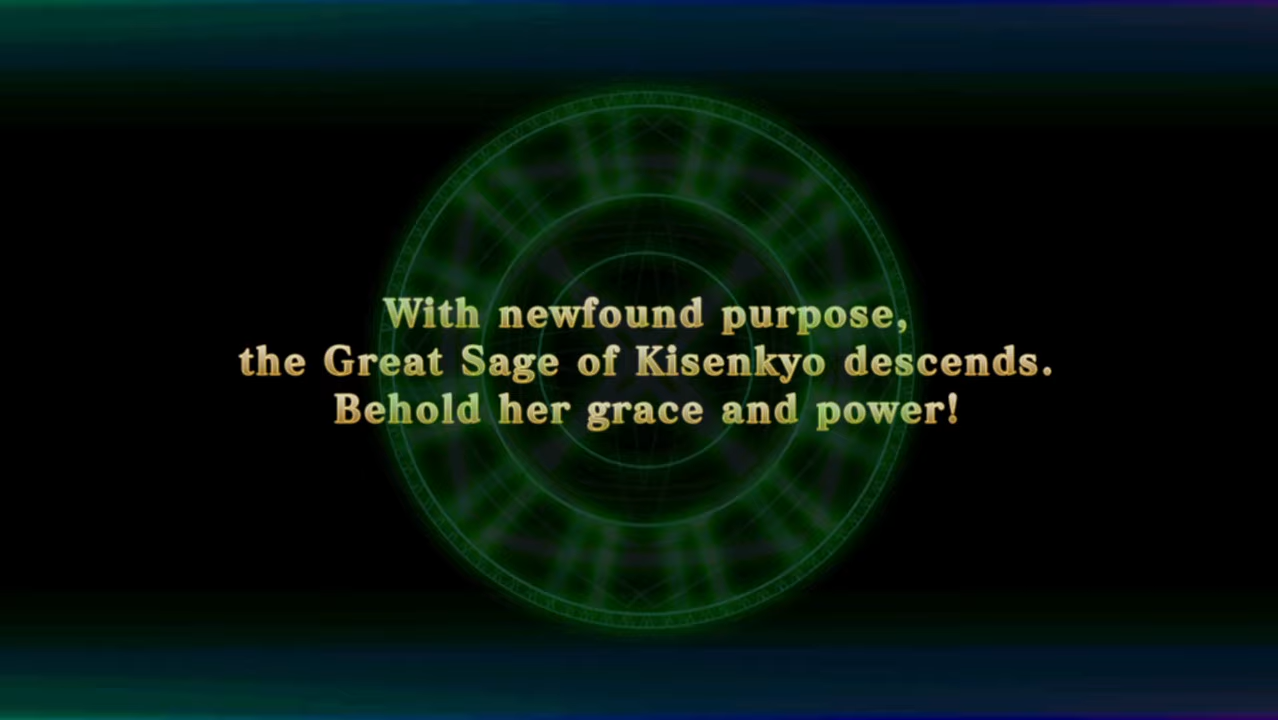 With newfound purpose,
the Great Sage of Kisenkyo descends.
Behold her grace and power!